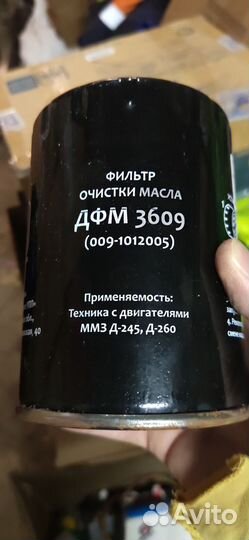 ФИЛЬТР
ОЧИСТКИ МАСЛА
ДФМ 3609
(009-1012005)
Применяемость:
Техника с двигателями
ММЗ Д-245, Д-260
Avito